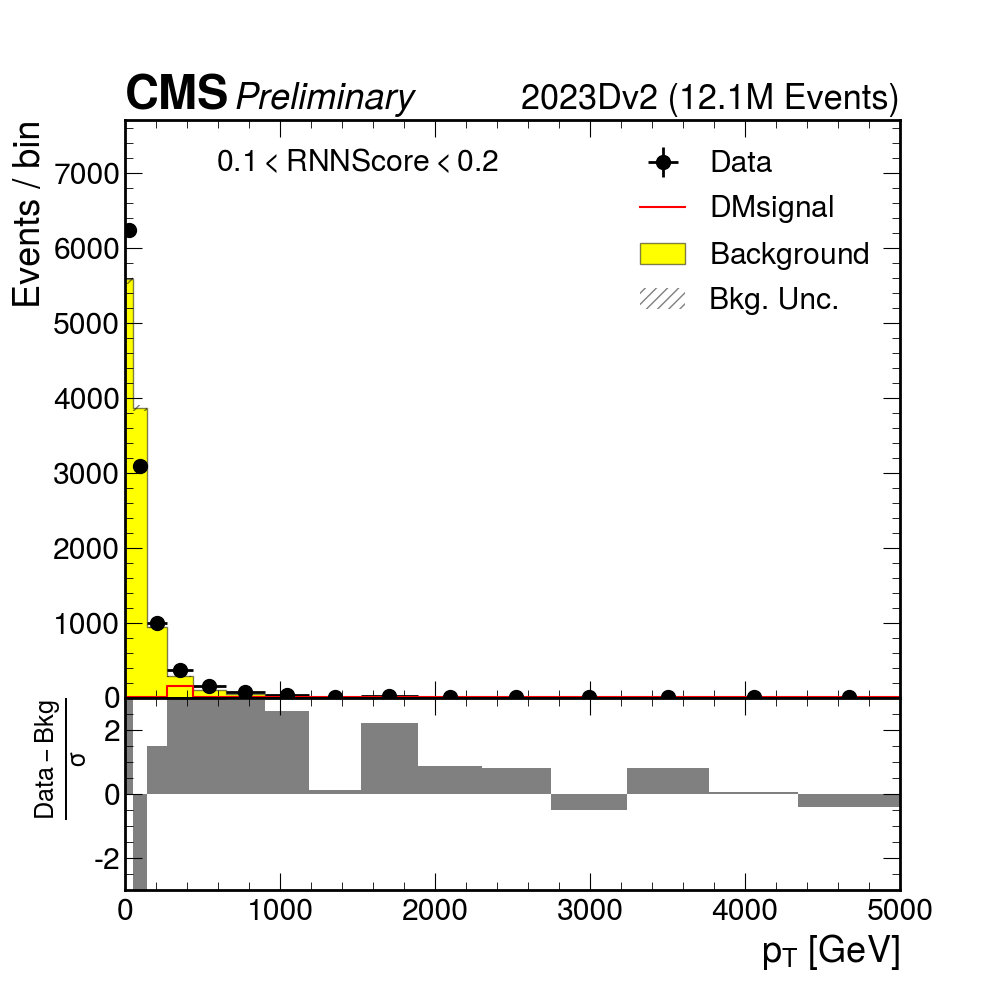 CMS Preliminary 2023Dv2 (12.1M Events)
Events / bin
0.1 < RNNScore < 0.2
Data
DMsignal
Background
Bkg. Unc.
7000
6000
5000
4000
3000
2000
1000
0
Data − Bkg
σ
2
0
-2
0 1000 2000 3000 4000 5000
pT [GeV]